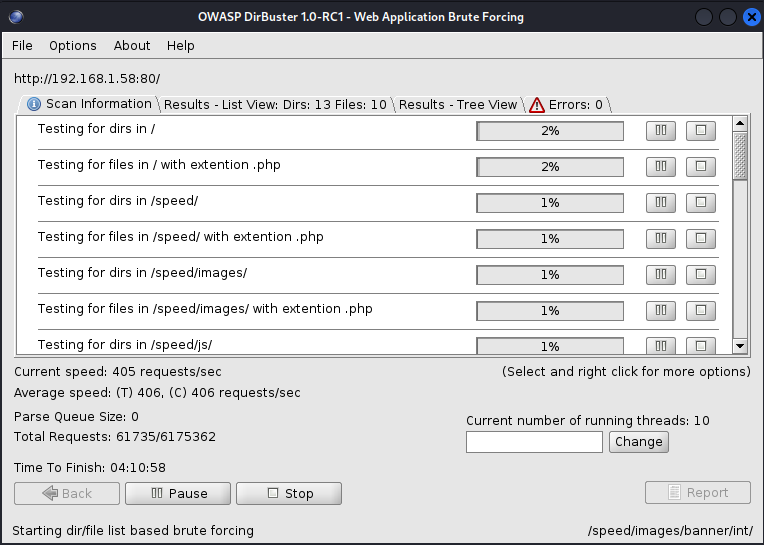 OWASP DirBuster 1.0-RC1 - Web Application Brute Forcing
File Options About Help
http://192.168.1.58:80/
Scan Information Results - List View: Dirs: 13 Files: 10 Results - Tree View Errors: 0
Testing for dirs in / 2%
Testing for files in / with extention .php 2%
Testing for dirs in /speed/ 1%
Testing for files in /speed/ with extention .php 1%
Testing for dirs in /speed/images/ 1%
Testing for files in /speed/images/ with extention .php 1%
Testing for dirs in /speed/js/ 1%
Current speed: 405 requests/sec (Select and right click for more options)
Average speed: (T) 406, (C) 406 requests/sec
Parse Queue Size: 0
Current number of running threads: 10
Total Requests: 61735/6175362
Change
Time To Finish: 04:10:58
Back Pause Stop Report
Starting dir/file list based brute forcing /speed/images/banner/int/